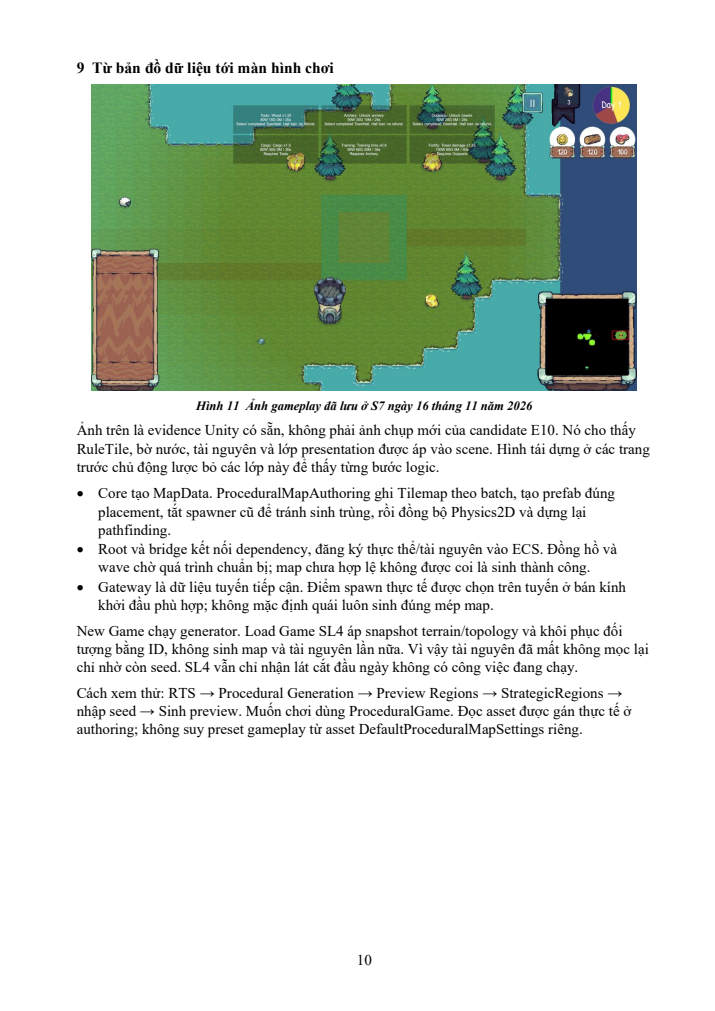 9 Từ bản đồ dữ liệu tới màn hình chơi
Day 1
3
120 120 100
Hình 11 Ảnh gameplay đã lưu ở S7 ngày 16 tháng 11 năm 2026
Ảnh trên là evidence Unity có sẵn, không phải ảnh chụp mới của candidate E10. Nó cho thấy
RuleTile, bờ nước, tài nguyên và lớp presentation được áp vào scene. Hình tái dựng ở các trang
trước chủ động lược bỏ các lớp này để thấy từng bước logic.
• Core tạo MapData. ProceduralMapAuthoring ghi Tilemap theo batch, tạo prefab đúng
placement, tắt spawner cũ để tránh sinh trùng, rồi đồng bộ Physics2D và dựng lại
pathfinding.
• Root và bridge kết nối dependency, đăng ký thực thể/tài nguyên vào ECS. Đồng hồ và
wave chờ quá trình chuẩn bị; map chưa hợp lệ không được coi là sinh thành công.
• Gateway là dữ liệu tuyến tiếp cận. Điểm spawn thực tế được chọn trên tuyến ở bán kính
khởi đầu phù hợp; không mặc định quái luôn sinh đúng mép map.
New Game chạy generator. Load Game SL4 áp snapshot terrain/topology và khôi phục đối
tượng bằng ID, không sinh map và tài nguyên lần nữa. Vì vậy tài nguyên đã mất không mọc lại
chỉ nhờ còn seed. SL4 vẫn chỉ nhận lát cắt đầu ngày không có công việc đang chạy.
Cách xem thử: RTS → Procedural Generation → Preview Regions → StrategicRegions →
nhập seed → Sinh preview. Muốn chơi dùng ProceduralGame. Đọc asset được gán thực tế ở
authoring; không suy preset gameplay từ asset DefaultProceduralMapSettings riêng.
10